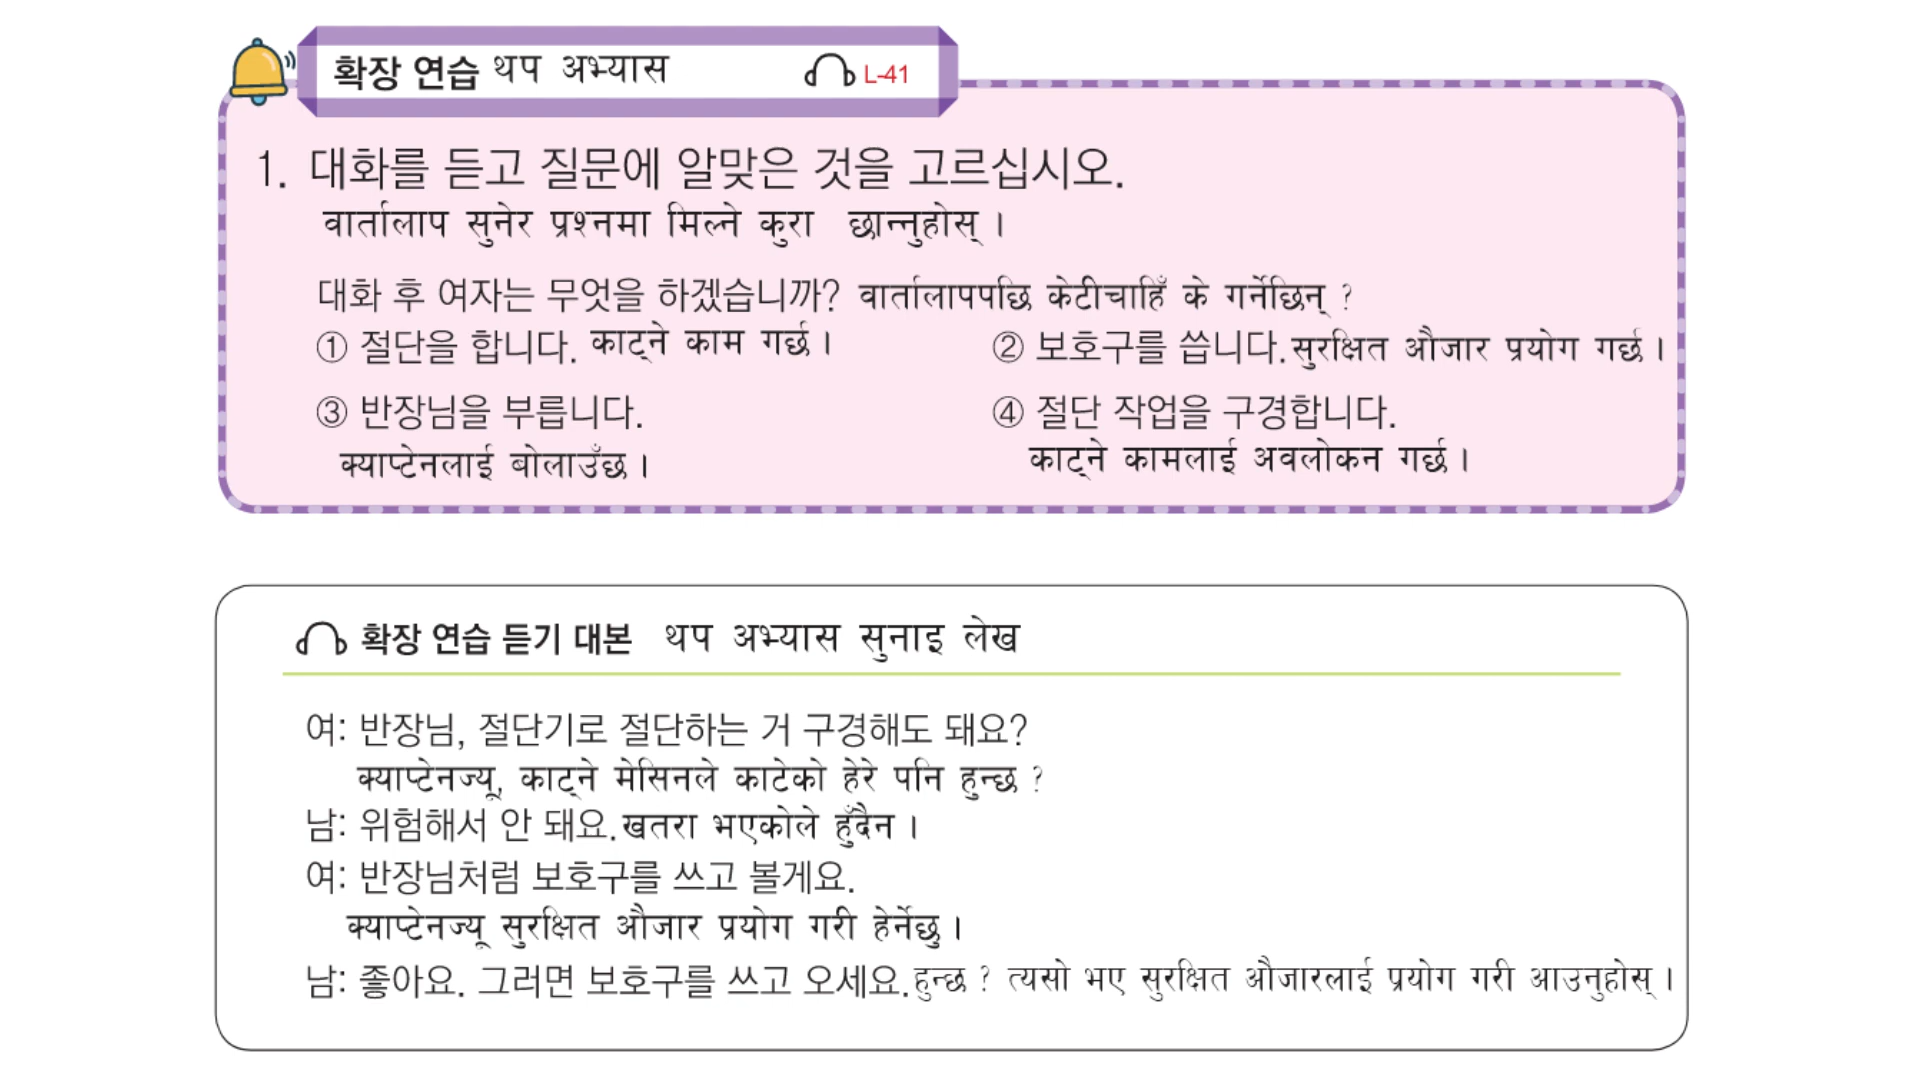 확장 연습 थप अभ्यास L-41
1. 대화를 듣고 질문에 알맞은 것을 고르십시오.
वार्तालाप सुनेर प्रश्नमा मिल्ने कुरा छान्नुहोस् ।
대화 후 여자는 무엇을 하겠습니까? वार्तालापपछि केटीचाहिँ के गर्नेछिन् ?
① 절단을 합니다. काट्ने काम गर्छ । ② 보호구를 씁니다. सुरक्षित औजार प्रयोग गर्छ ।
③ 반장님을 부릅니다. ④ 절단 작업을 구경합니다.
क्याप्टेनलाई बोलाउँछ । काट्ने कामलाई अवलोकन गर्छ ।
확장 연습 듣기 대본 थप अभ्यास सुनाइ लेख
여: 반장님, 절단기로 절단하는 거 구경해도 돼요?
क्याप्टेनज्यू, काट्ने मेसिनले काटेको हेरे पनि हुन्छ ?
남: 위험해서 안 돼요. खतरा भएकोले हुँदैन ।
여: 반장님처럼 보호구를 쓰고 볼게요.
क्याप्टेनज्यू सुरक्षित औजार प्रयोग गरी हेर्नेछु ।
남: 좋아요. 그러면 보호구를 쓰고 오세요. हुन्छ ? त्यसो भए सुरक्षित औजारलाई प्रयोग गरी आउनुहोस् ।